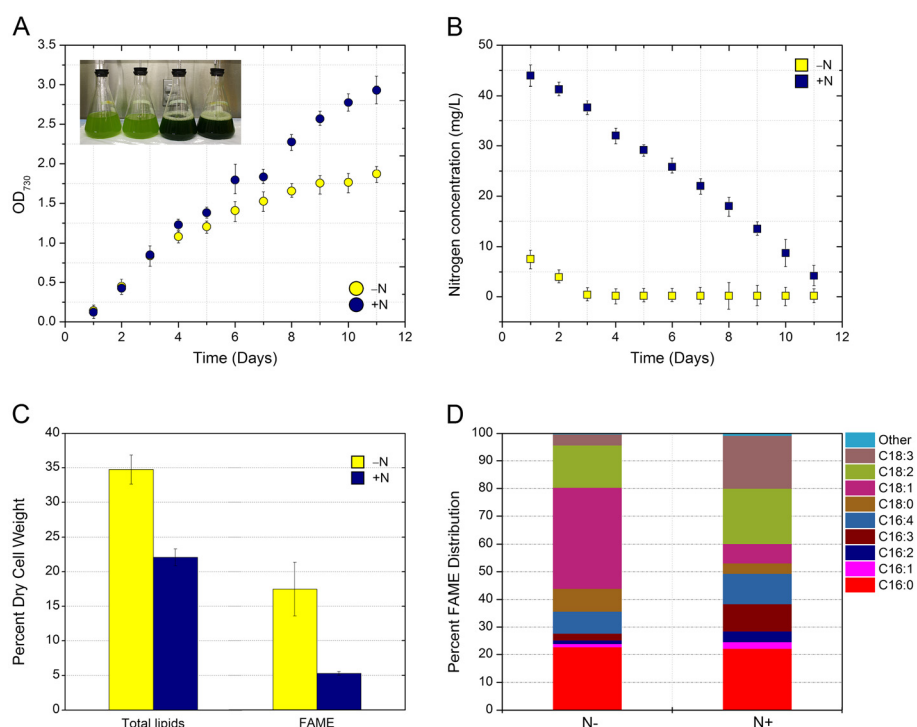 A
3.5
3.0
2.5
2.0
1.5
1.0
0.5
0.0
OD730
0 2 4 6 8 10 12
Time (Days)
–N
+N
B
50
40
30
20
10
0
Nitrogen concentration (mg/L)
0 2 4 6 8 10 12
Time (Days)
–N
+N
C
40
35
30
25
20
15
10
5
0
Percent Dry Cell Weight
Total lipids FAME
–N
+N
D
100
90
80
70
60
50
40
30
20
10
0
Percent FAME Distribution
N- N+
Other
C18:3
C18:2
C18:1
C18:0
C16:4
C16:3
C16:2
C16:1
C16:0